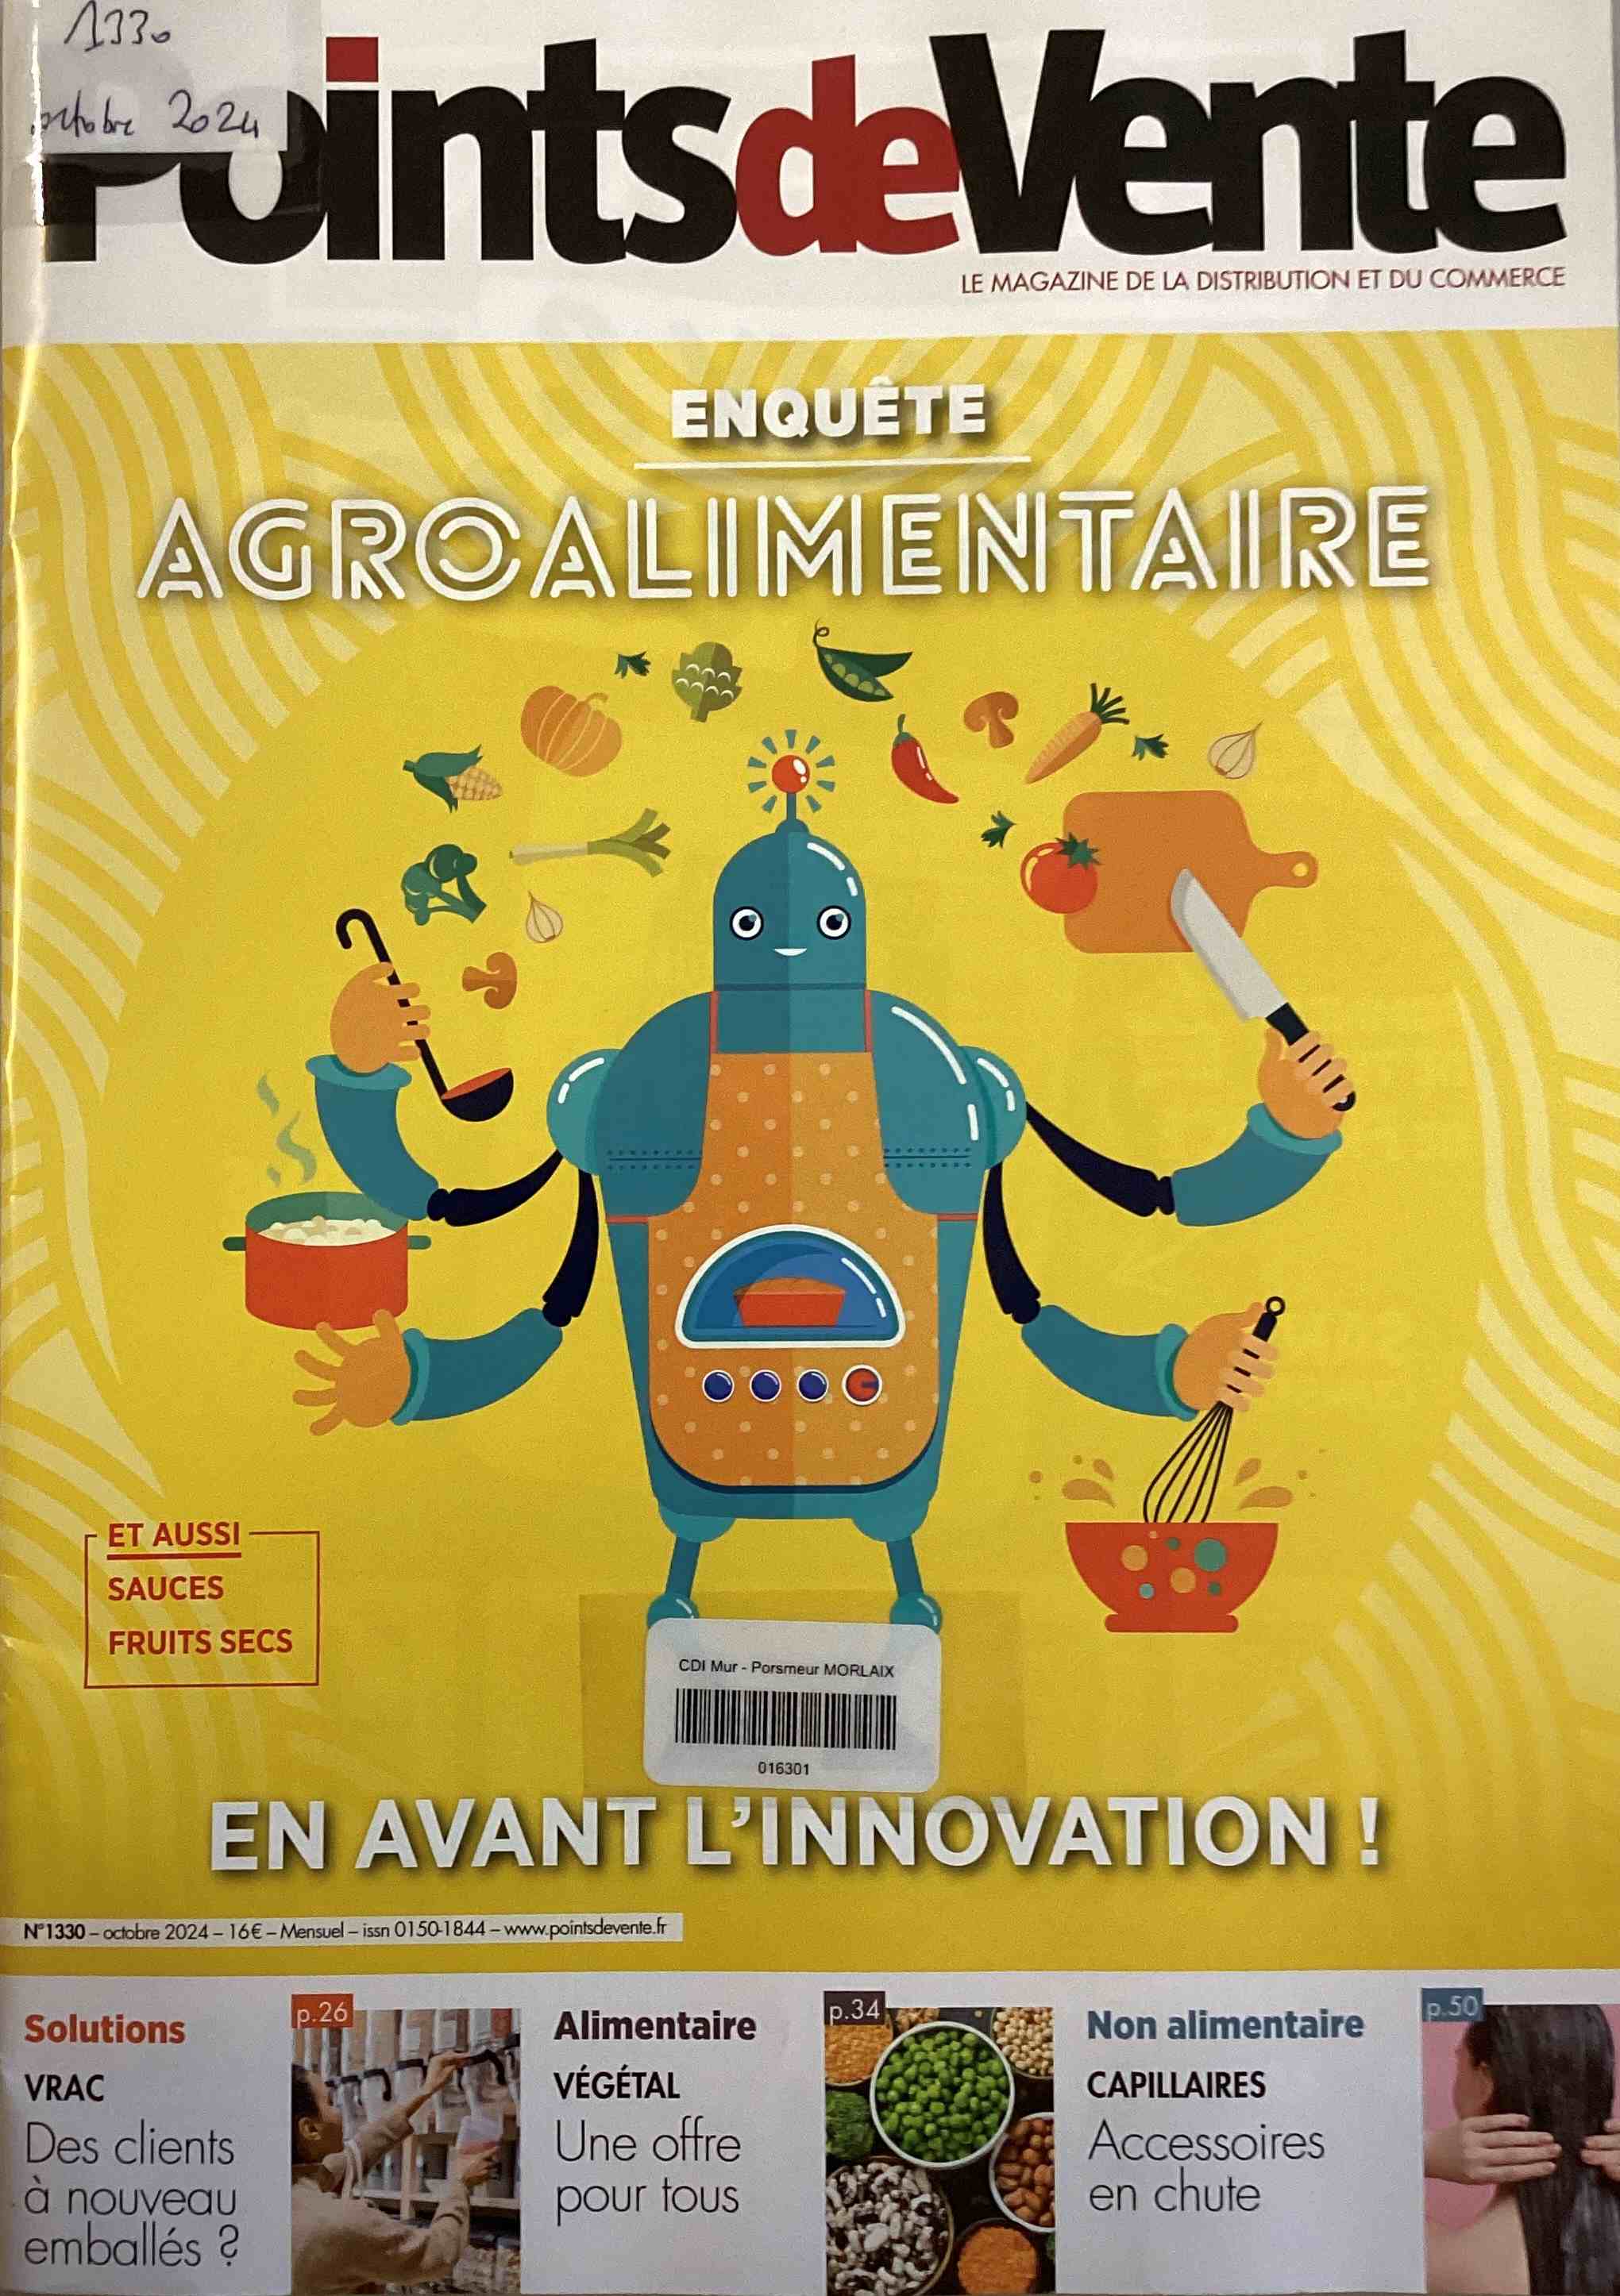 1330
octobre 2024
PointsdeVente
LE MAGAZINE DE LA DISTRIBUTION ET DU COMMERCE
ENQUÊTE
AGROALIMENTAIRE
ET AUSSI
SAUCES
FRUITS SECS
CDI Mur - Porsmeur MORLAIX
016301
EN AVANT L'INNOVATION !
N°1330 – octobre 2024 – 16€ – Mensuel – issn 0150-1844 – www.pointsdevente.fr
Solutions
VRAC
Des clients
à nouveau
emballés ?
p.26
Alimentaire
VÉGÉTAL
Une offre
pour tous
p.34
Non alimentaire
CAPILLAIRES
Accessoires
en chute
p.50